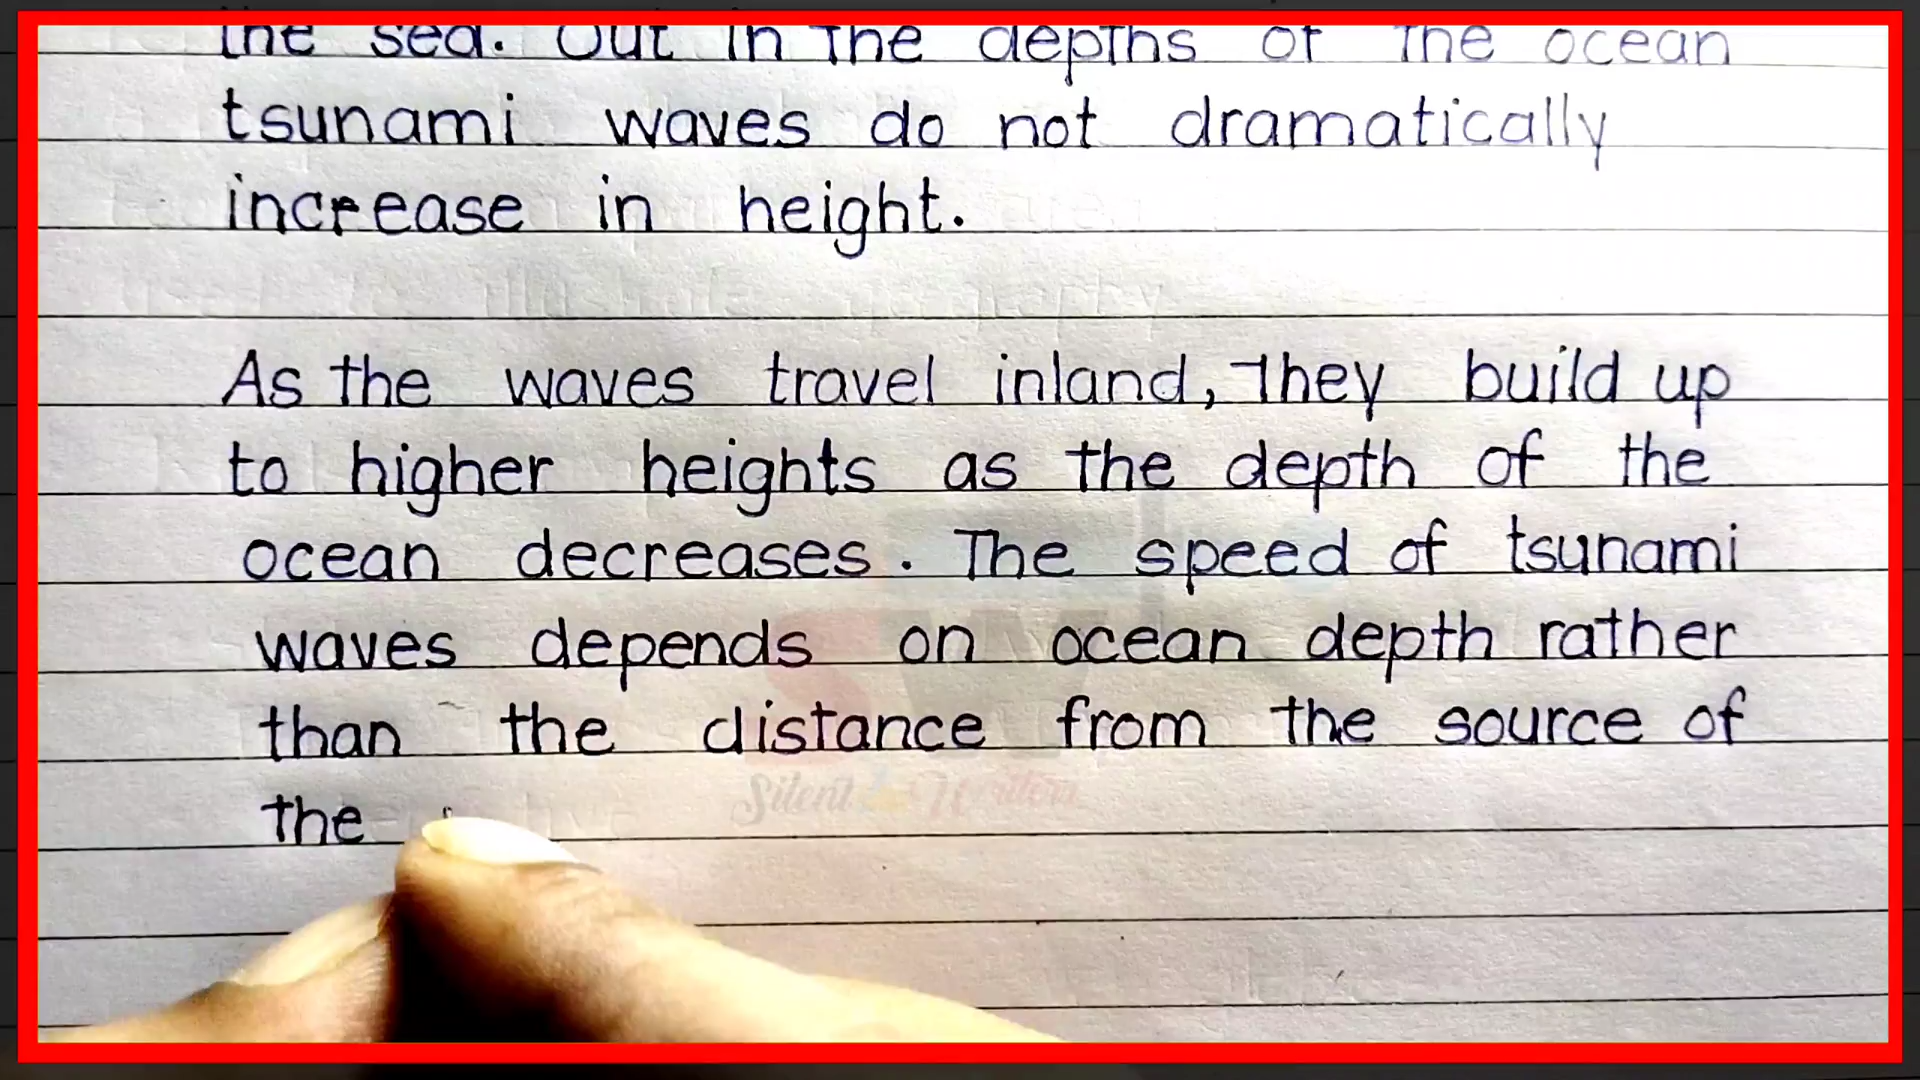 the sea. Out in the depths of the ocean
tsunami waves do not dramatically
increase in height.
As the waves travel inland, They build up
to higher heights as the depth of the
ocean decreases. The speed of tsunami
waves depends on ocean depth rather
than the distance from the source of
the
Silent Writers